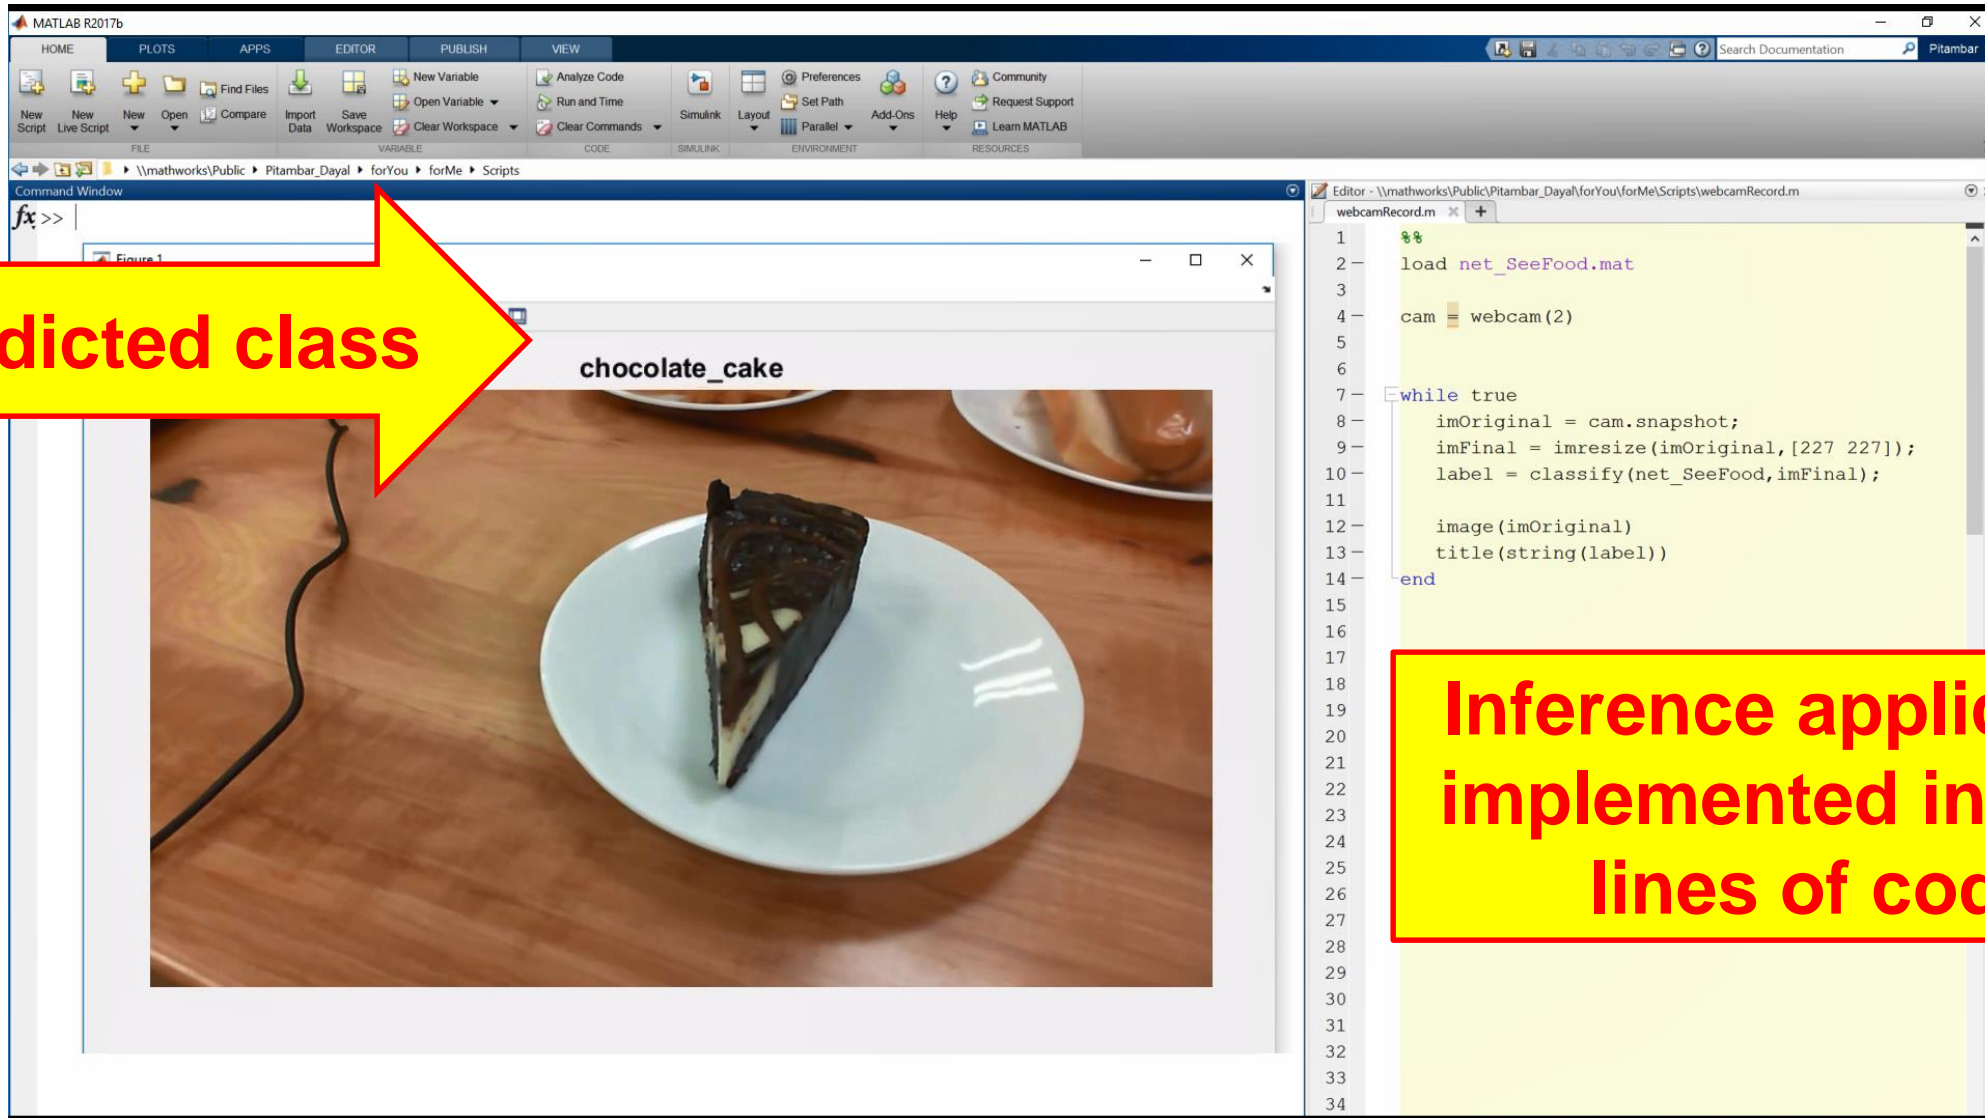 MATLAB R2017b
HOME PLOTS APPS EDITOR PUBLISH VIEW
Search Documentation
Pitambar
New Script
New Live Script
New
Open
Find Files
Compare
Import Data
Save Workspace
New Variable
Open Variable
Clear Workspace
Analyze Code
Run and Time
Clear Commands
Simulink
Layout
Preferences
Set Path
Parallel
Add-Ons
Help
Community
Request Support
Learn MATLAB
FILE VARIABLE CODE SIMULINK ENVIRONMENT RESOURCES
\\mathworks\Public Pitambar_Dayal forYou forMe Scripts
Command Window
fx >>
Figure 1
dicted class
chocolate_cake
Editor - \\mathworks\Public\Pitambar_Dayal\forYou\forMe\Scripts\webcamRecord.m
webcamRecord.m
1 %%
2 load net_SeeFood.mat
3
4 cam = webcam(2)
5
6
7 while true
8 imOriginal = cam.snapshot;
9 imFinal = imresize(imOriginal,[227 227]);
10 label = classify(net_SeeFood,imFinal);
11
12 image(imOriginal)
13 title(string(label))
14 end
15
16
17
18
19
20
21
22
23
24
25
26
27
28
29
30
31
32
33
34
Inference applic
implemented in
lines of cod